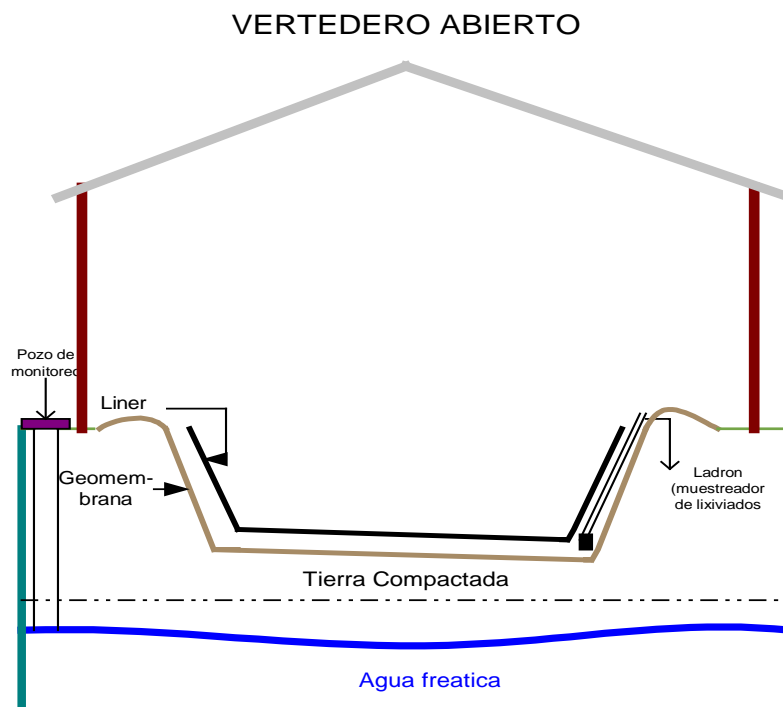 VERTEDERO ABIERTO
Pozo de
monitoreo
Liner
Geomem-
brana
Ladron
(muestreador
de lixiviados
Tierra Compactada
Agua freatica